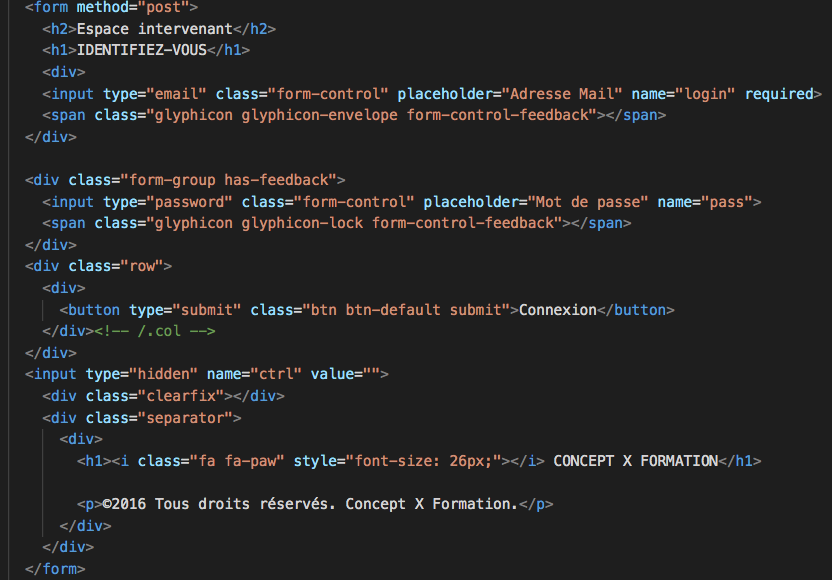 <form method="post">
<h2>Espace intervenant</h2>
<h1>IDENTIFIEZ-VOUS</h1>
<div>
<input type="email" class="form-control" placeholder="Adresse Mail" name="login" required>
<span class="glyphicon glyphicon-envelope form-control-feedback"></span>
</div>
<div class="form-group has-feedback">
<input type="password" class="form-control" placeholder="Mot de passe" name="pass">
<span class="glyphicon glyphicon-lock form-control-feedback"></span>
</div>
<div class="row">
<div>
<button type="submit" class="btn btn-default submit">Connexion</button>
</div><!-- /.col -->
</div>
<input type="hidden" name="ctrl" value="">
<div class="clearfix"></div>
<div class="separator">
<div>
<h1><i class="fa fa-paw" style="font-size: 26px;"></i> CONCEPT X FORMATION</h1>
<p>©2016 Tous droits réservés. Concept X Formation.</p>
</div>
</div>
</form>